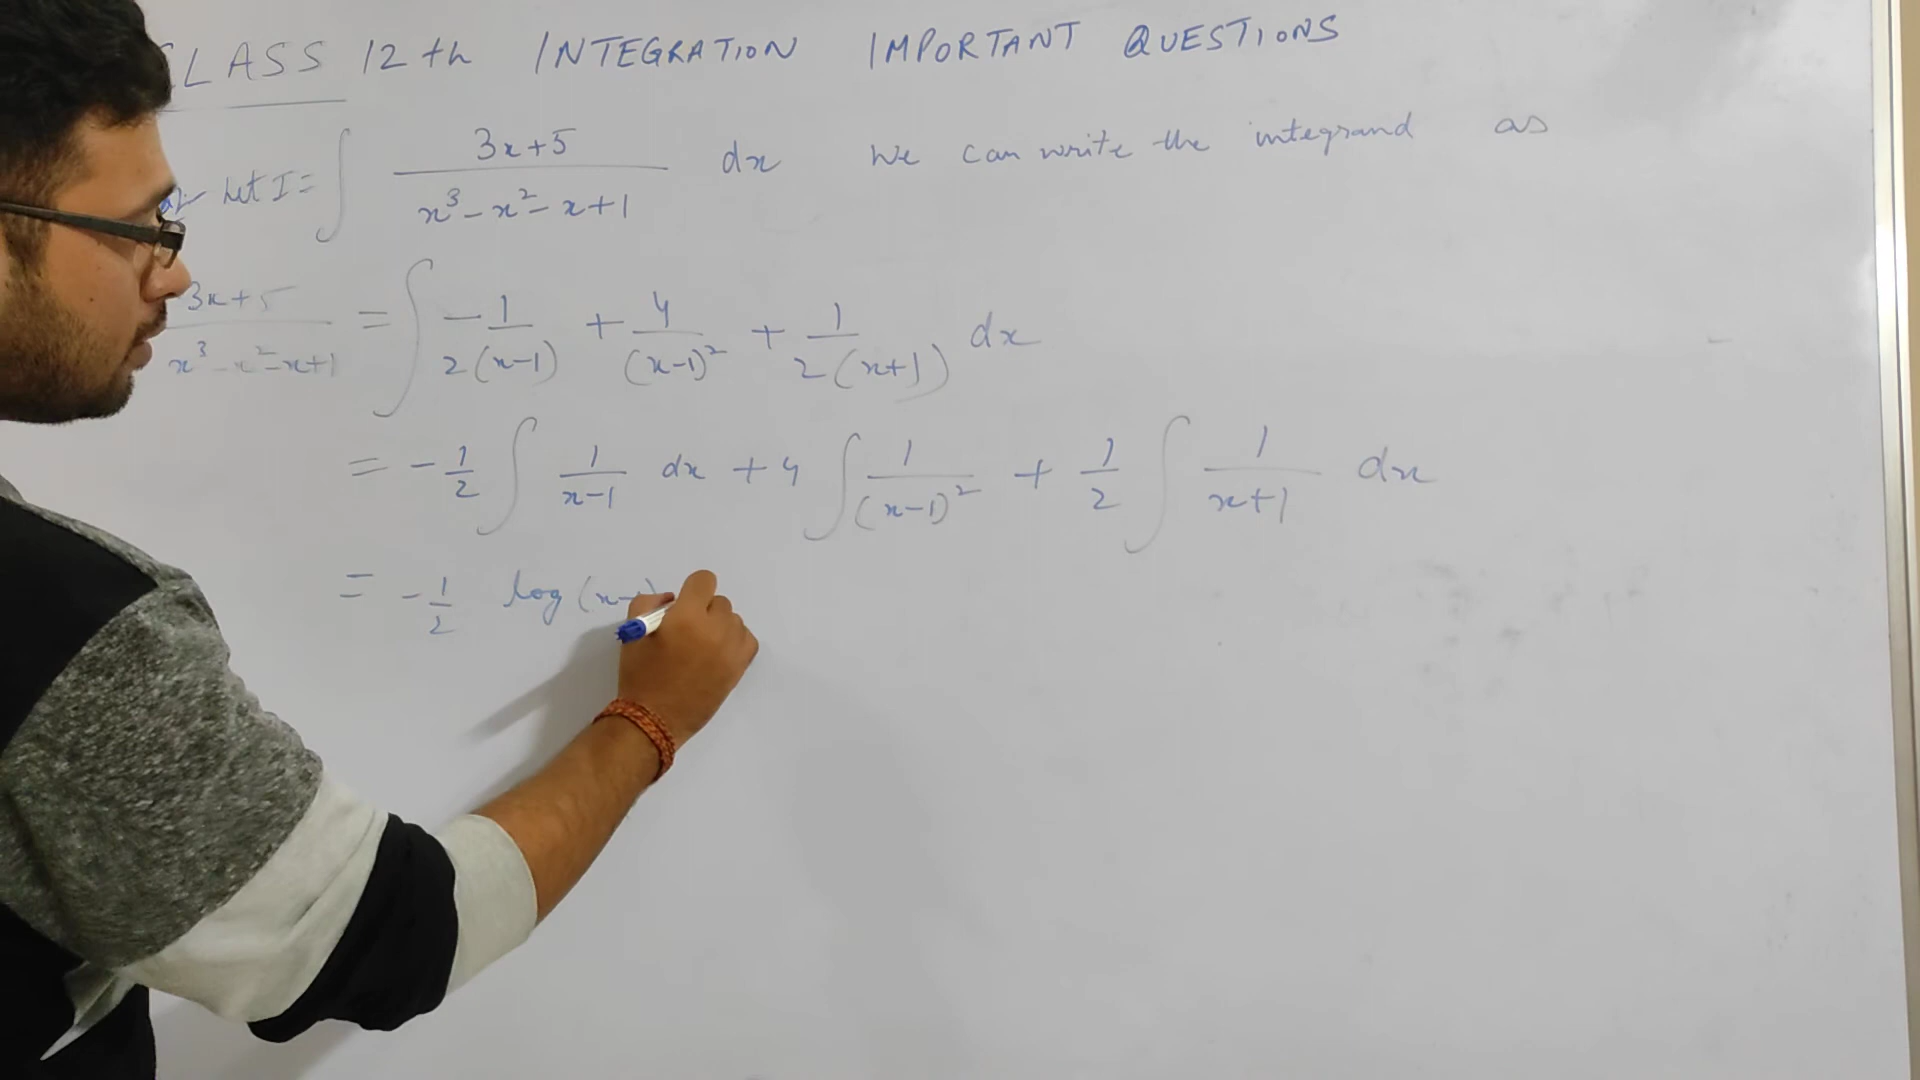 CLASS 12th INTEGRATION IMPORTANT QUESTIONS
Let I = ∫ (3x+5)/(x³-x²-x+1) dx We can write the integrand as
(3x+5)/(x³-x²-x+1) = ∫ -1/(2(x-1)) + 4/(x-1)² + 1/(2(x+1)) dx
= -1/2 ∫ 1/(x-1) dx + 4 ∫ 1/(x-1)² + 1/2 ∫ 1/(x+1) dx
= -1/2 log (x-1)